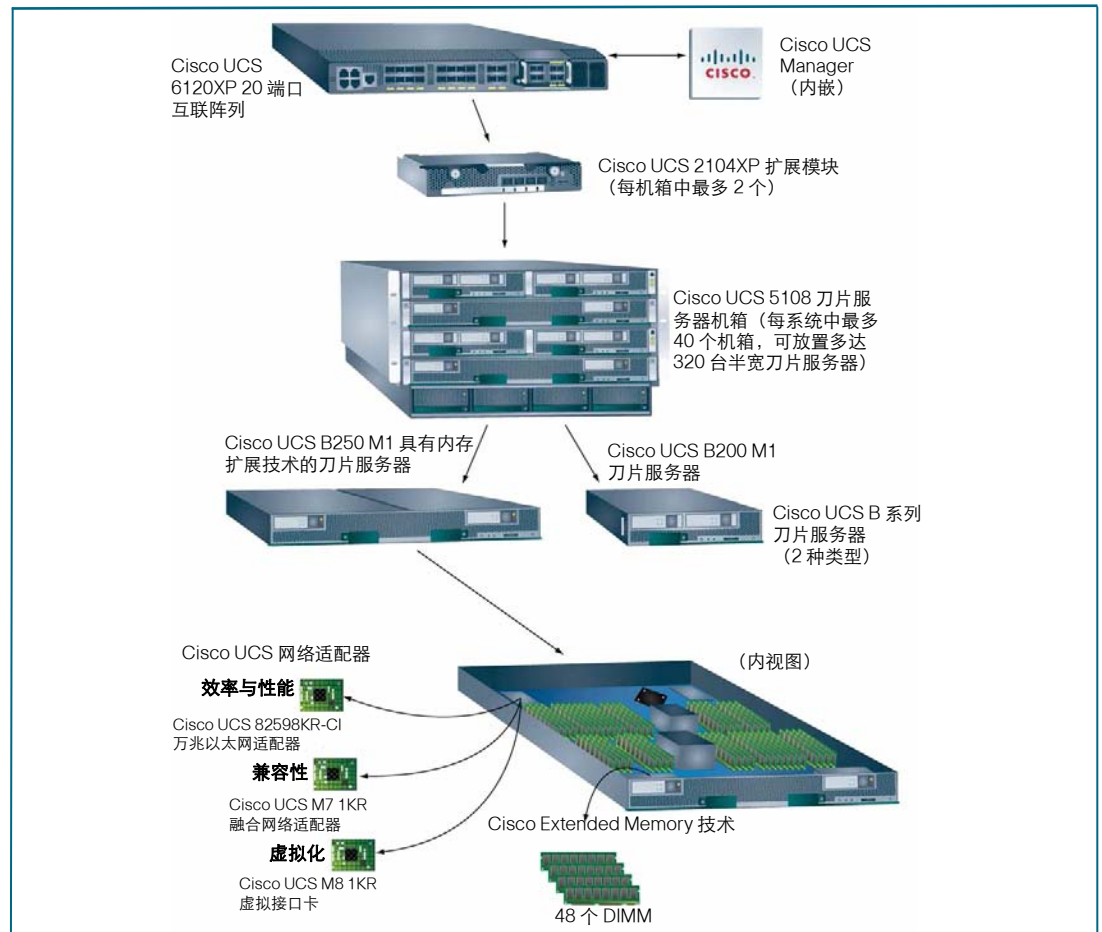 Cisco UCS
6120XP 20 端口
互联阵列
CISCO
Cisco UCS
Manager
（内嵌）
Cisco UCS 2104XP 扩展模块
（每机箱中最多 2 个）
Cisco UCS 5108 刀片服
务器机箱（每系统中最多
40 个机箱，可放置多达
320 台半宽刀片服务器）
Cisco UCS B250 M1 具有内存
扩展技术的刀片服务器
Cisco UCS B200 M1
刀片服务器
Cisco UCS B 系列
刀片服务器
（2 种类型）
Cisco UCS 网络适配器
（内视图）
效率与性能
Cisco UCS 82598KR-CI
万兆以太网适配器
兼容性
Cisco UCS M7 1KR
融合网络适配器
虚拟化
Cisco UCS M8 1KR
虚拟接口卡
Cisco Extended Memory 技术
48 个 DIMM